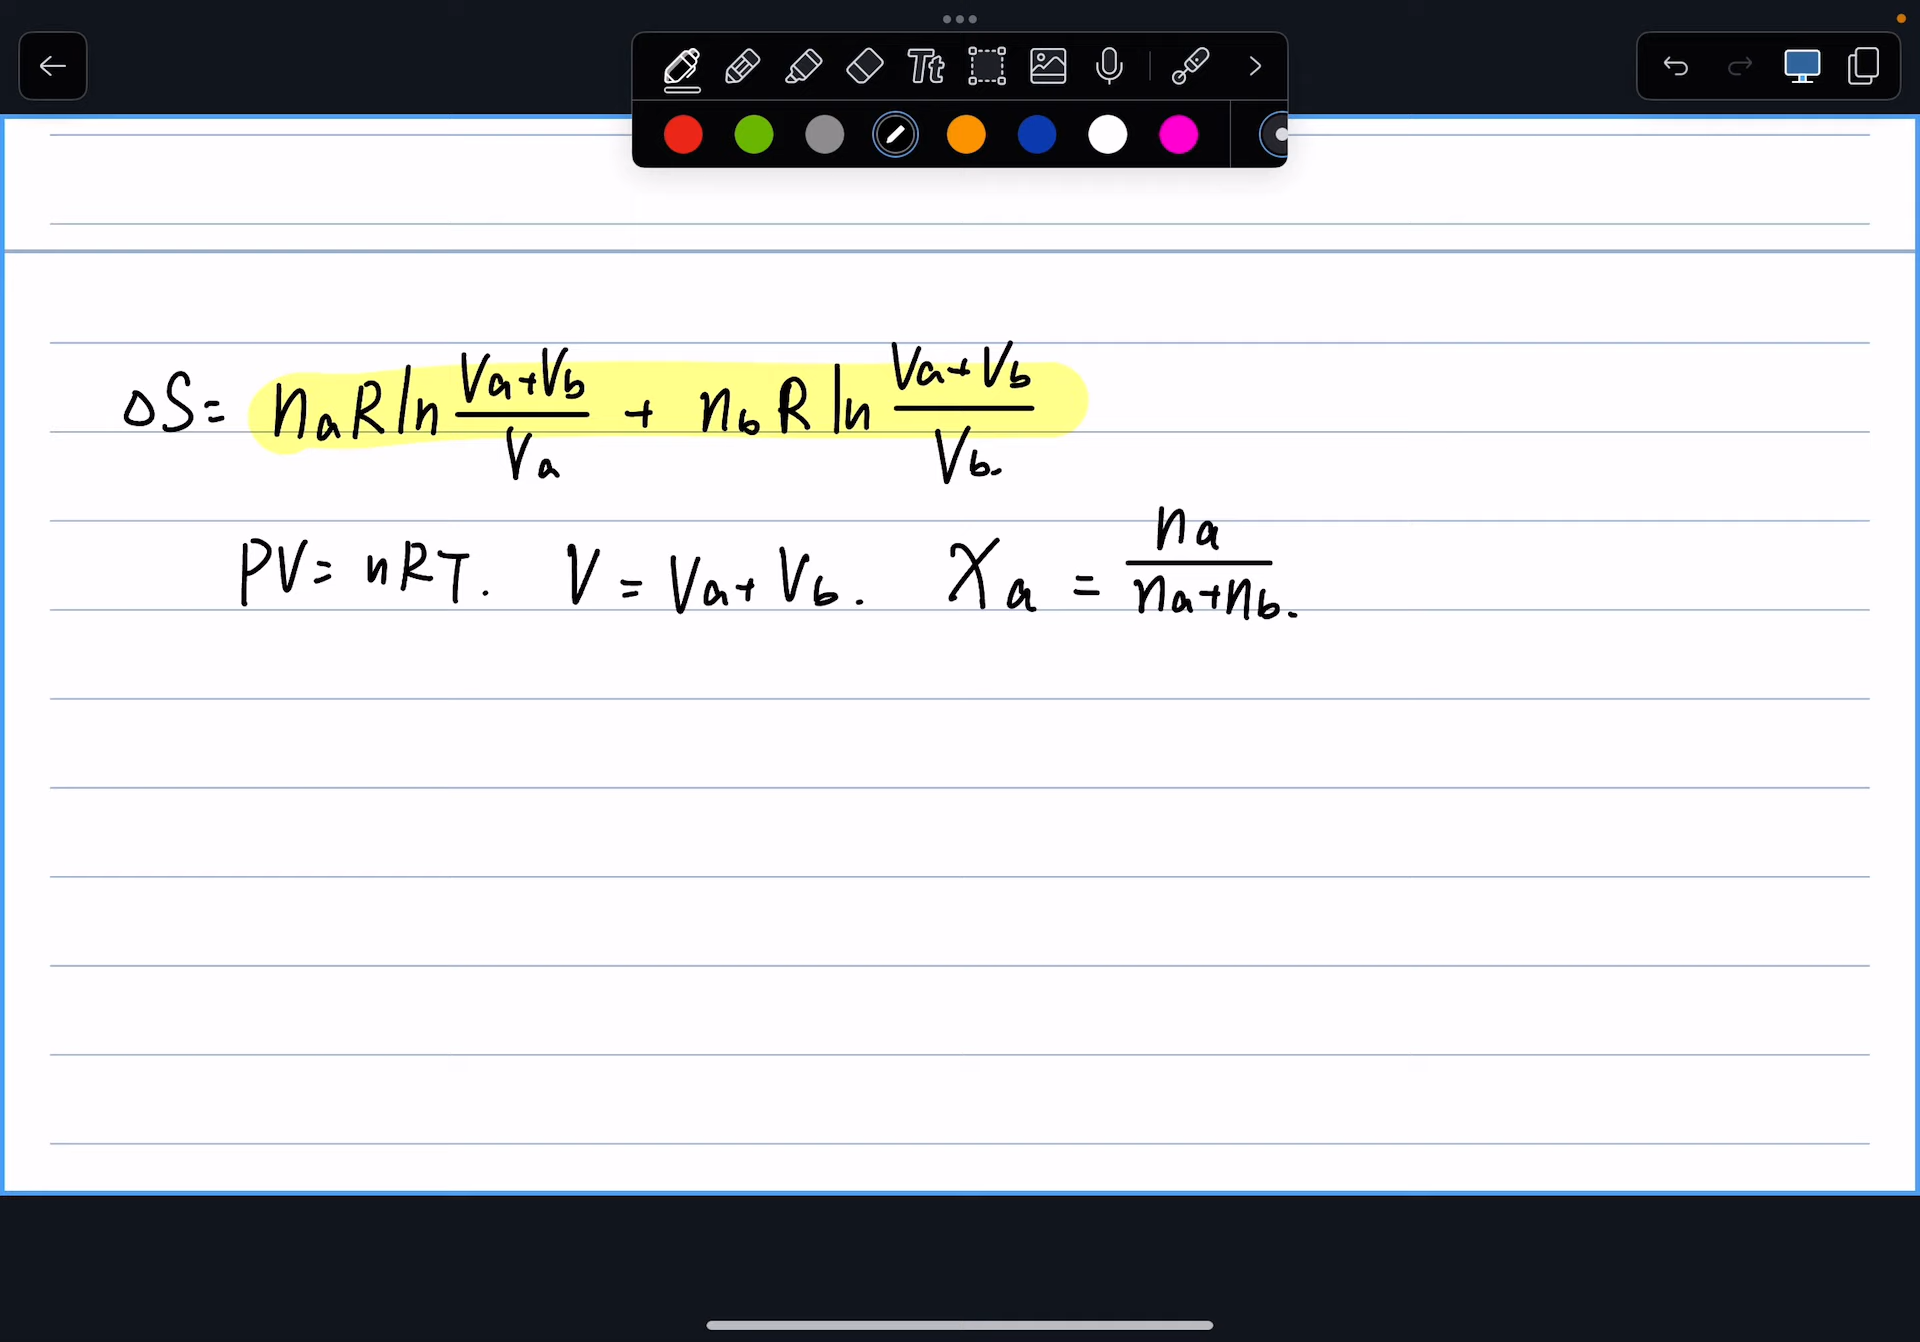 Tt
ΔS = naR ln (Va+Vb)/Va + nbR ln (Va+Vb)/Vb.
PV = nRT. V = Va + Vb. Xa = na/(na+nb).